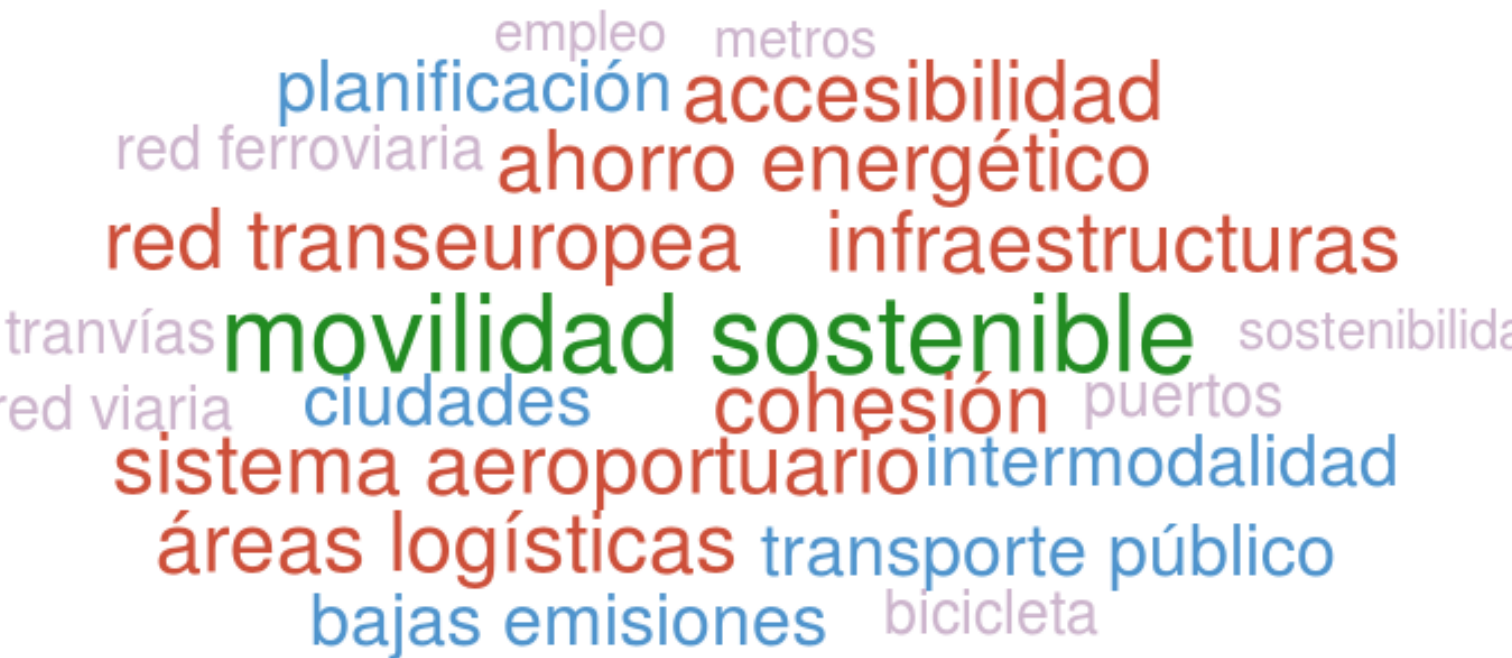 empleo metros
planificación accesibilidad
red ferroviaria ahorro energético
red transeuropea infraestructuras
tranvías movilidad sostenible sostenibilida
red viaria ciudades cohesión puertos
sistema aeroportuario intermodalidad
áreas logísticas transporte público
bajas emisiones bicicleta